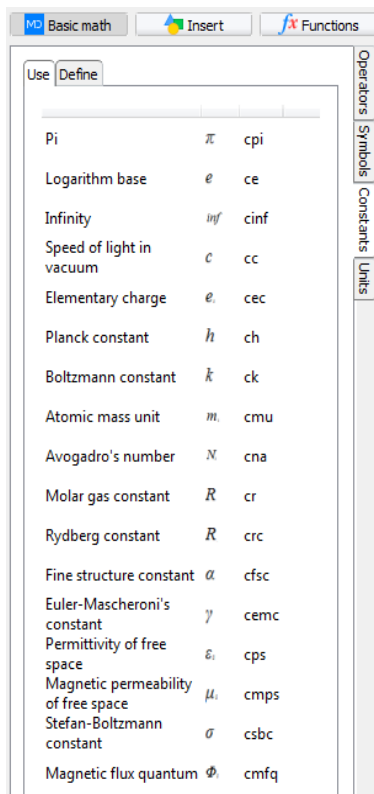 MD Basic math Insert fx Functions
Use Define
Operators
Symbols
Constants
Units
Pi π cpi
Logarithm base e ce
Infinity inf cinf
Speed of light in
vacuum c cc
Elementary charge e cec
Planck constant h ch
Boltzmann constant k ck
Atomic mass unit m cmu
Avogadro's number N cna
Molar gas constant R cr
Rydberg constant R crc
Fine structure constant α cfsc
Euler-Mascheroni's
constant γ cemc
Permittivity of free
space ε cps
Magnetic permeability
of free space μ cmps
Stefan-Boltzmann
constant σ csbc
Magnetic flux quantum Φ cmfq